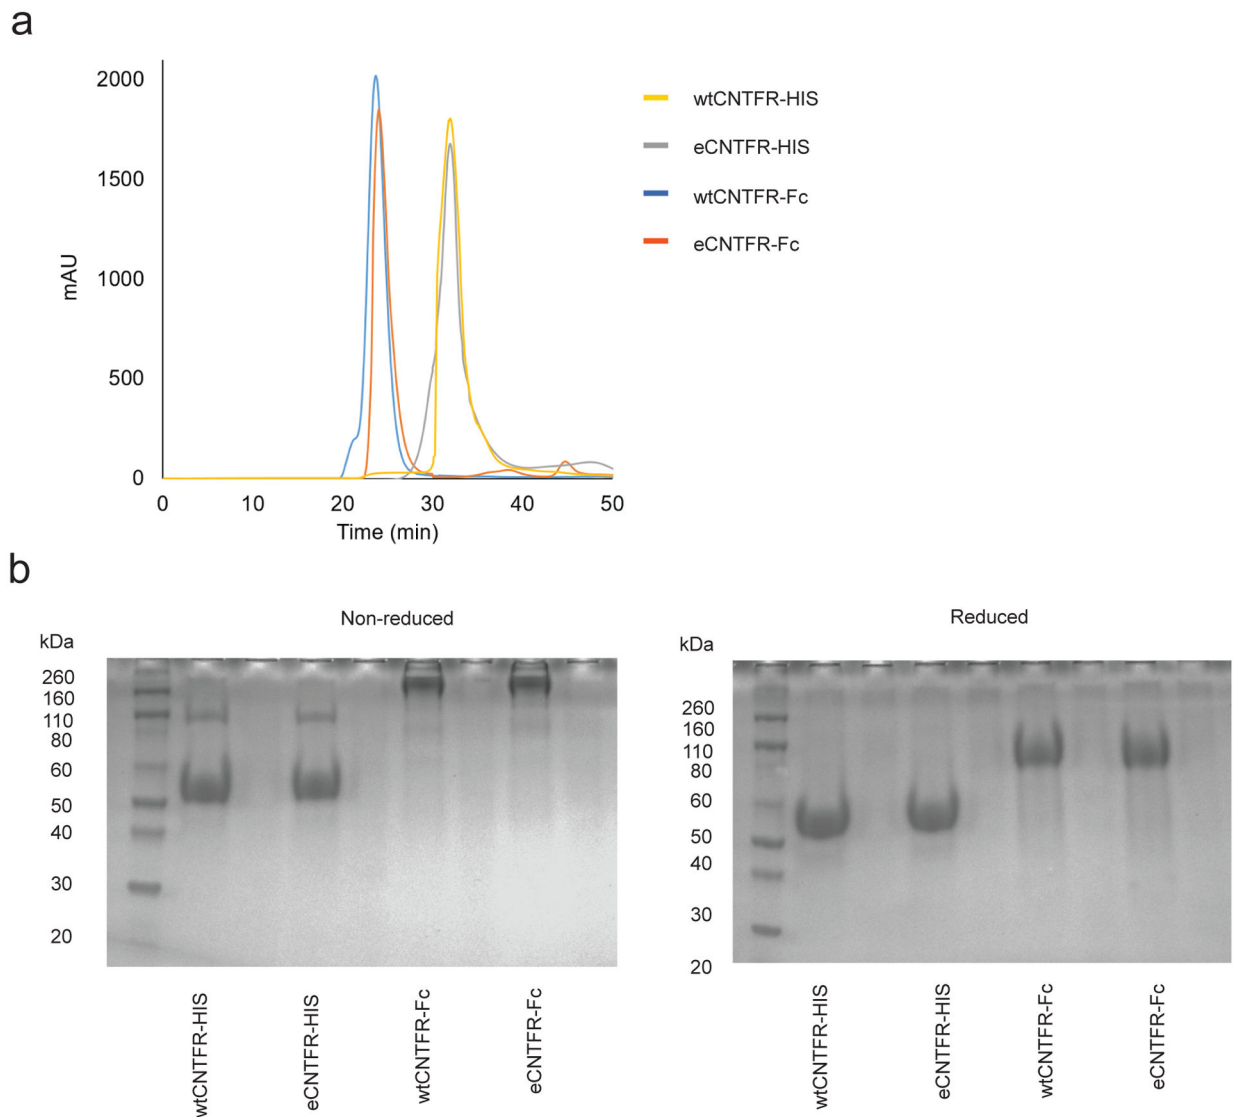 a
2000
1500
1000
500
0
mAU
0 10 20 30 40 50
Time (min)
wtCNTFR-HIS
eCNTFR-HIS
wtCNTFR-Fc
eCNTFR-Fc
b
Non-reduced
kDa
260
160
110
80
60
50
40
30
20
wtCNTFR-HIS
eCNTFR-HIS
wtCNTFR-Fc
eCNTFR-Fc
Reduced
kDa
260
160
110
80
60
50
40
30
20
wtCNTFR-HIS
eCNTFR-HIS
wtCNTFR-Fc
eCNTFR-Fc